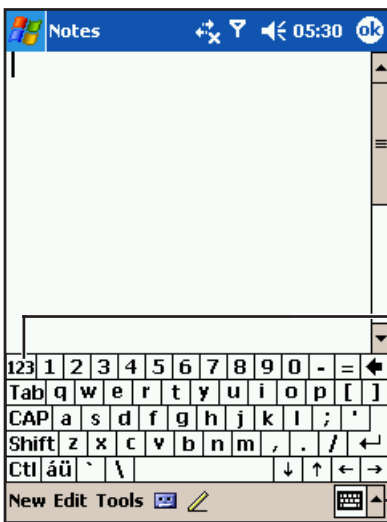 Notes 05:30 ok
123 1 2 3 4 5 6 7 8 9 0 - =
Tab q w e r t y u i o p [ ]
CAP a s d f g h j k l ; '
Shift z x c v b n m , . /
Ctl áü ` \ ↓ ↑ ← →
New Edit Tools